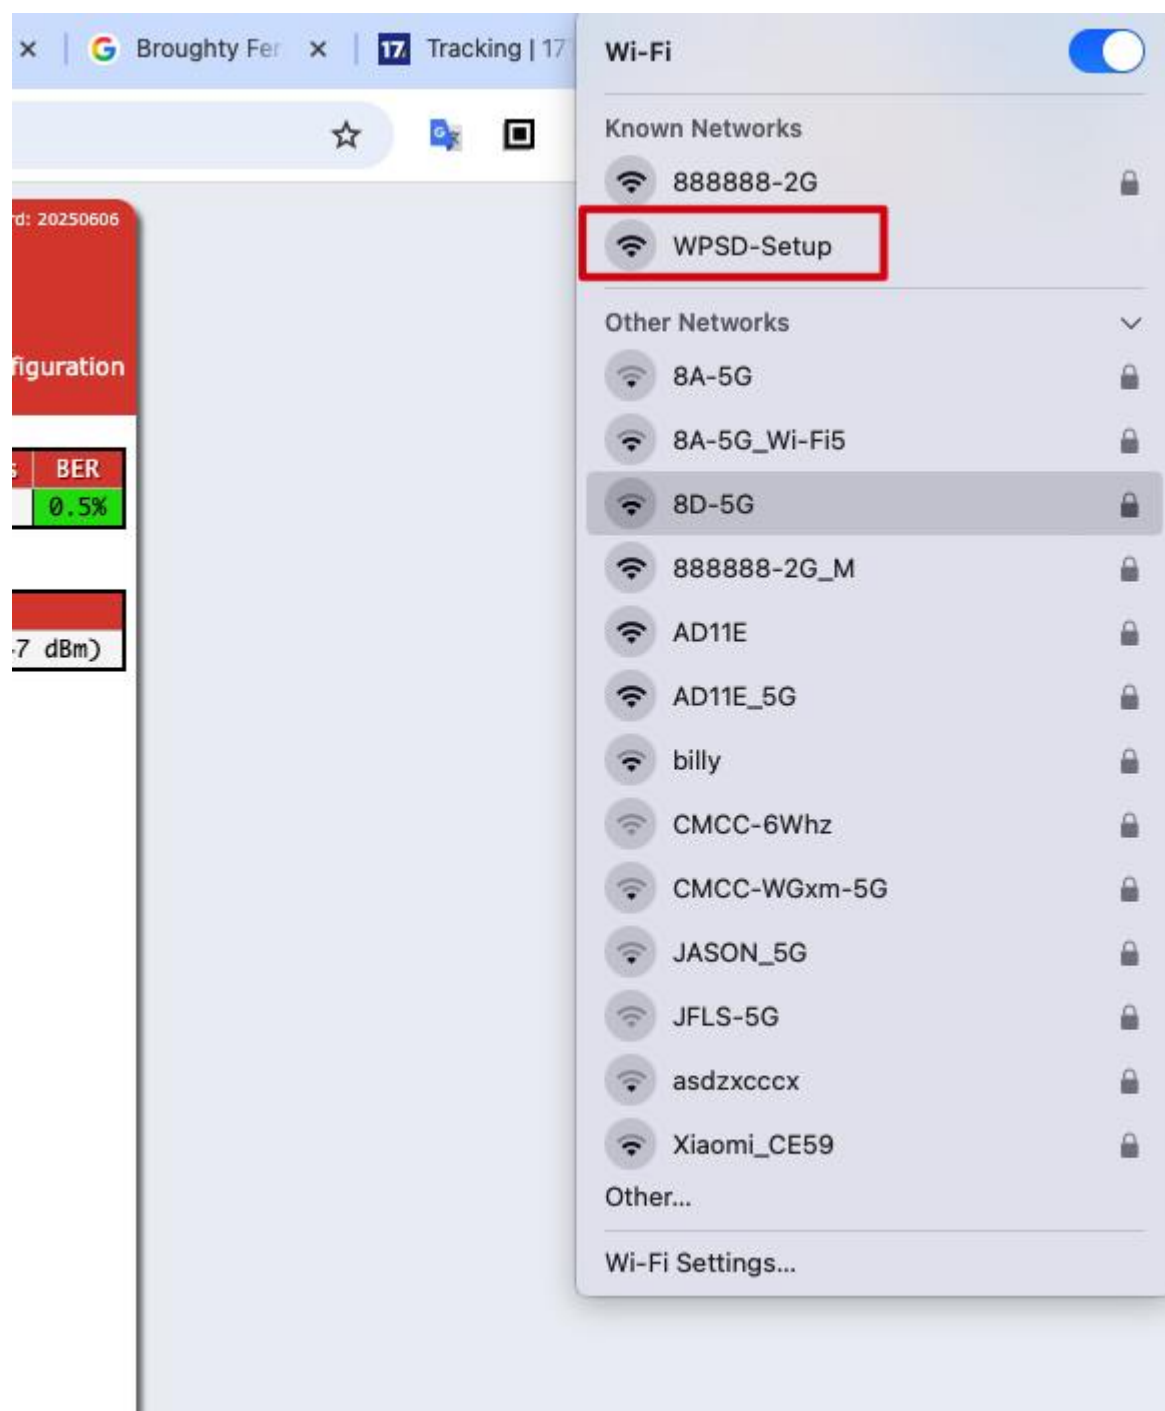 Broughty Fer
17. Tracking | 17
rd: 20250606
figuration
s BER
0.5%
7 dBm)
Wi-Fi
Known Networks
888888-2G
WPSD-Setup
Other Networks
8A-5G
8A-5G_Wi-Fi5
8D-5G
888888-2G_M
AD11E
AD11E_5G
billy
CMCC-6Whz
CMCC-WGxm-5G
JASON_5G
JFLS-5G
asdzxcccx
Xiaomi_CE59
Other...
Wi-Fi Settings...